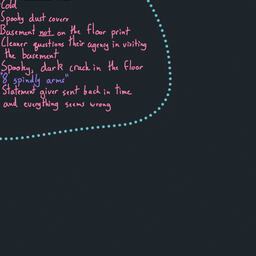 Cold
Spooky dust covers
Basement not on the floor print
Cleaner questions their agency in visiting
the basement
Spooky, dark crack in the floor
"8 spindly arms"
Statement giver sent back in time
and everything seems wrong